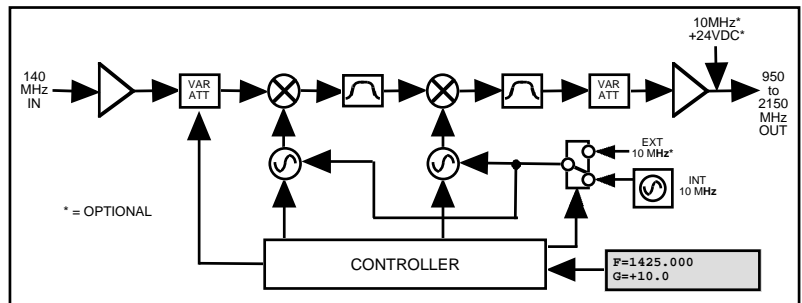 10MHz*
+24VDC*
140
MHz
IN
VAR
ATT
VAR
ATT
950
to
2150
MHz
OUT
EXT
10 MHz*
INT
10 MHz
* = OPTIONAL
CONTROLLER
F=1425.000
G=+10.0